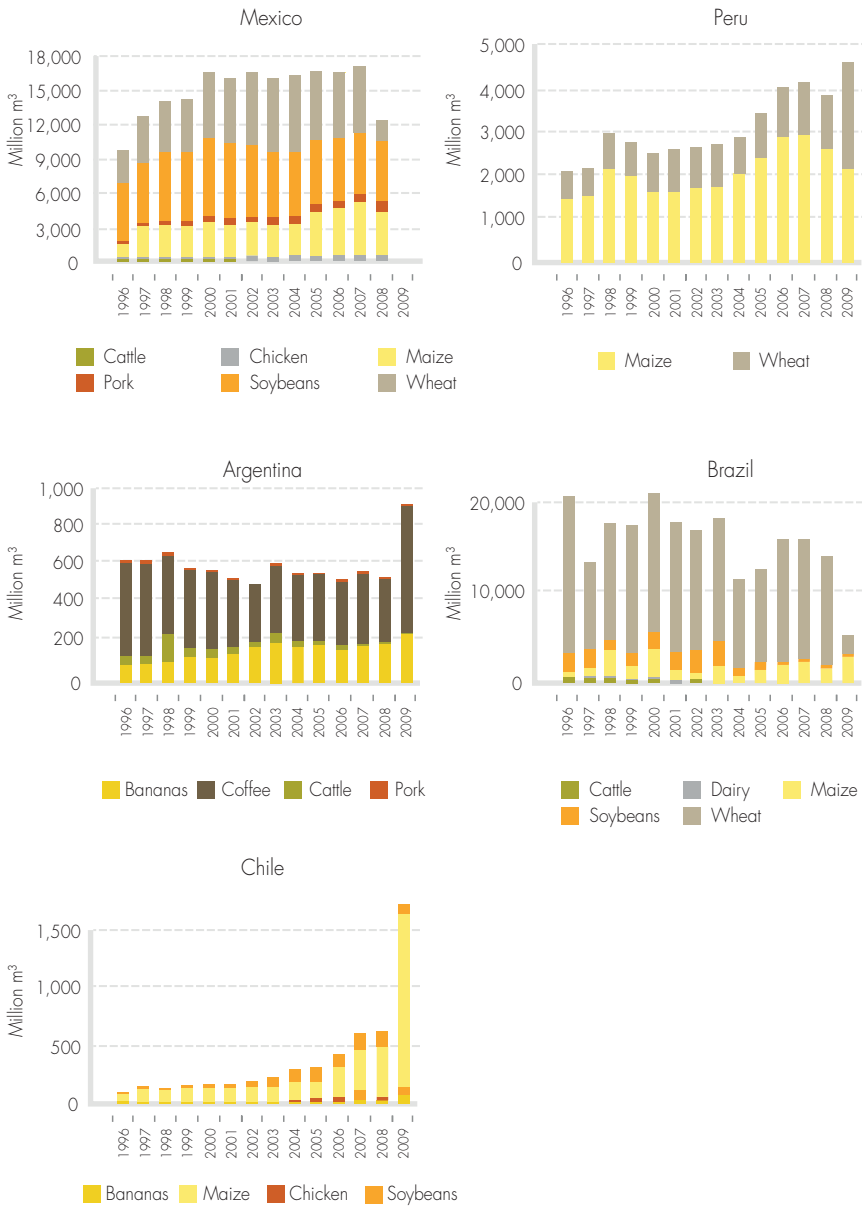 Mexico
Million m³
18,000
15,000
12,000
9,000
6,000
3,000
0
1996 1997 1998 1999 2000 2001 2002 2003 2004 2005 2006 2007 2008 2009
Cattle Chicken Maize
Pork Soybeans Wheat
Peru
Million m³
5,000
4,000
3,000
2,000
1,000
0
1996 1997 1998 1999 2000 2001 2002 2003 2004 2005 2006 2007 2008 2009
Maize Wheat
Argentina
Million m³
1,000
800
600
400
200
0
1996 1997 1998 1999 2000 2001 2002 2003 2004 2005 2006 2007 2008 2009
Bananas Coffee Cattle Pork
Brazil
Million m³
20,000
10,000
0
1996 1997 1998 1999 2000 2001 2002 2003 2004 2005 2006 2007 2008 2009
Cattle Dairy Maize
Soybeans Wheat
Chile
Million m³
1,500
1,000
500
0
1996 1997 1998 1999 2000 2001 2002 2003 2004 2005 2006 2007 2008 2009
Bananas Maize Chicken Soybeans